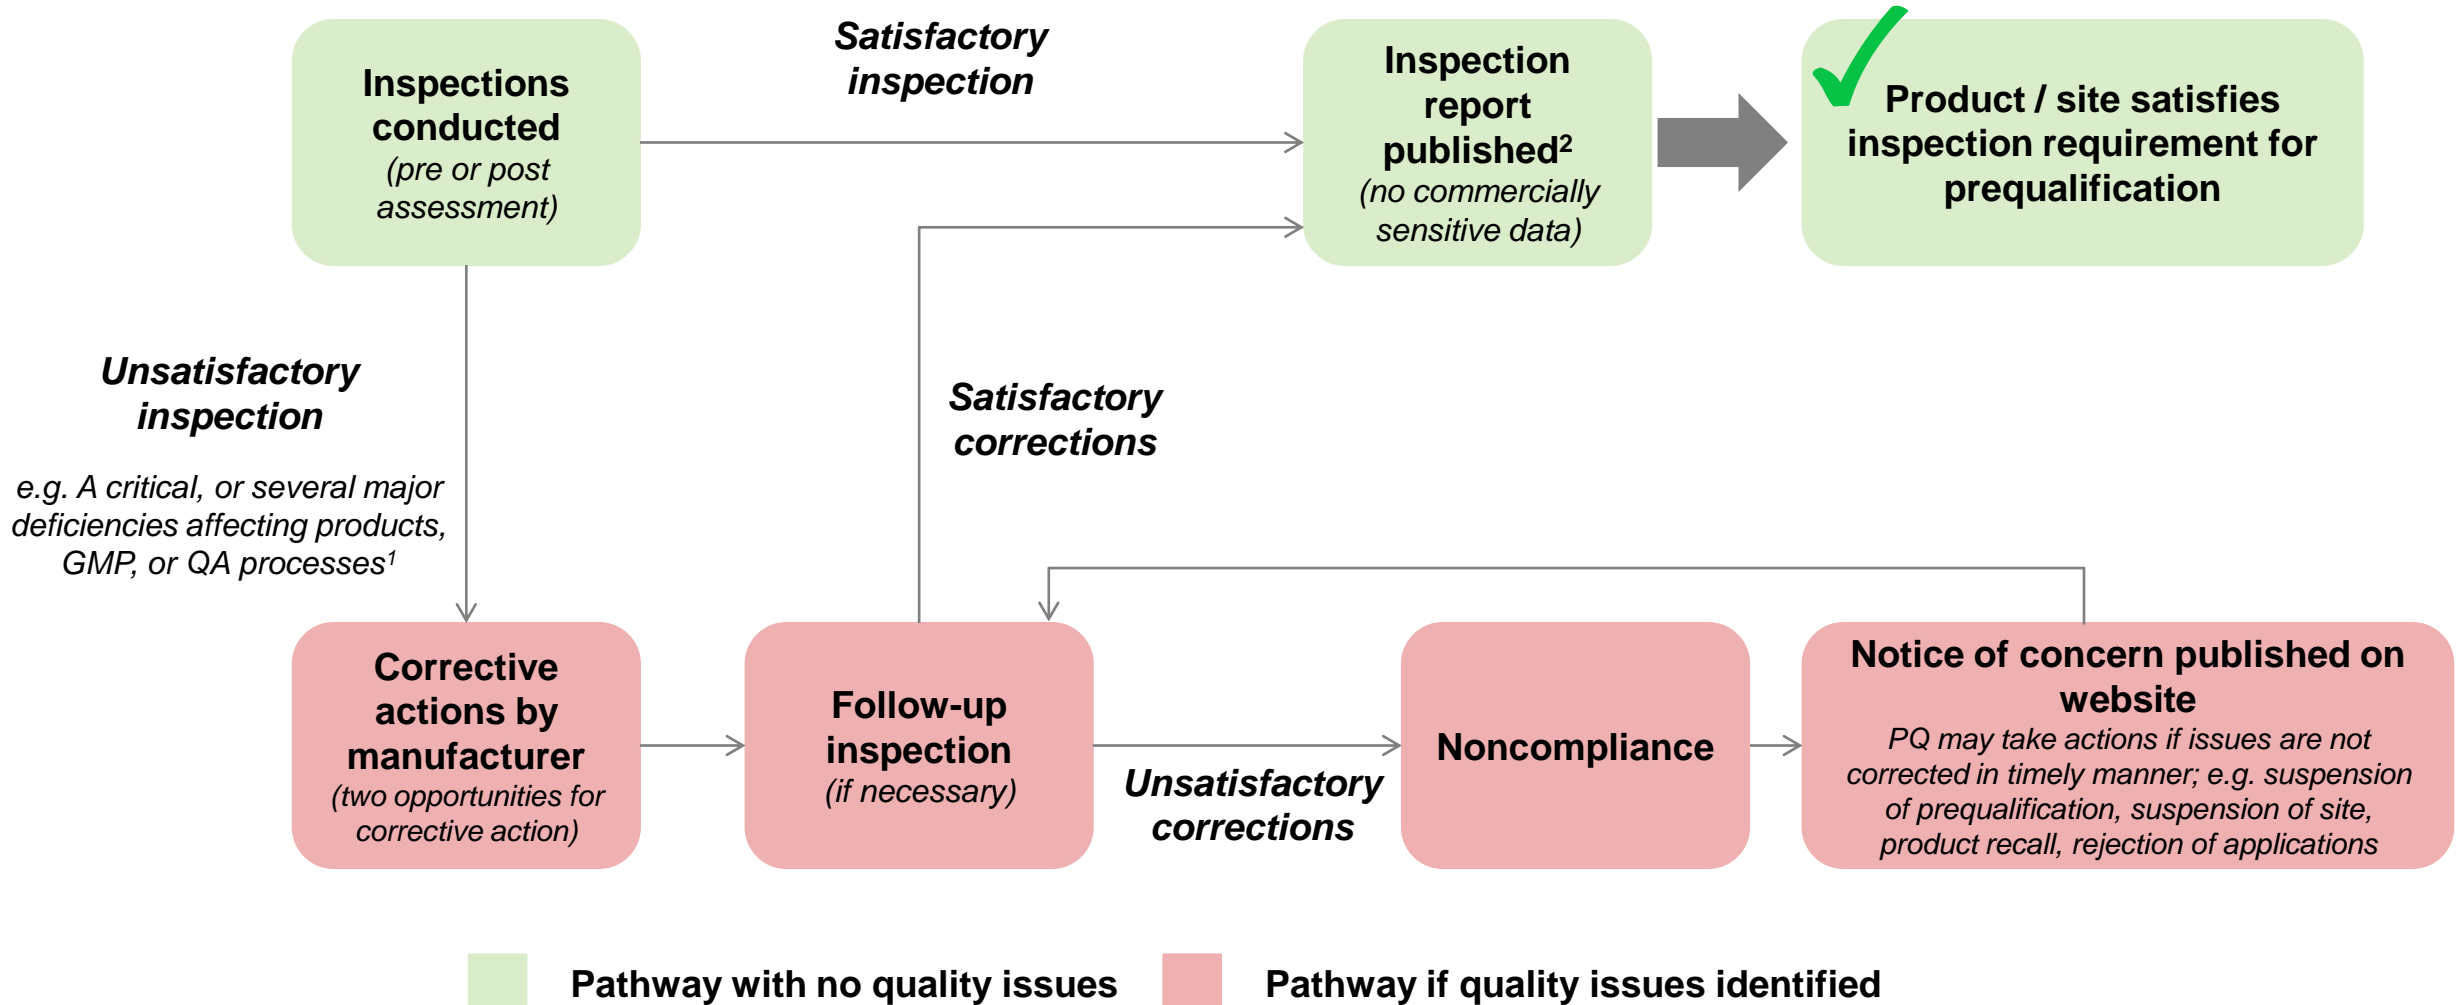 Inspections
conducted
(pre or post
assessment)
Satisfactory
inspection
Inspection
report
published²
(no commercially
sensitive data)
Product / site satisfies
inspection requirement for
prequalification
Unsatisfactory
inspection
e.g. A critical, or several major
deficiencies affecting products,
GMP, or QA processes¹
Satisfactory
corrections
Corrective
actions by
manufacturer
(two opportunities for
corrective action)
Follow-up
inspection
(if necessary)
Unsatisfactory
corrections
Noncompliance
Notice of concern published on
website
PQ may take actions if issues are not
corrected in timely manner; e.g. suspension
of prequalification, suspension of site,
product recall, rejection of applications
Pathway with no quality issues
Pathway if quality issues identified